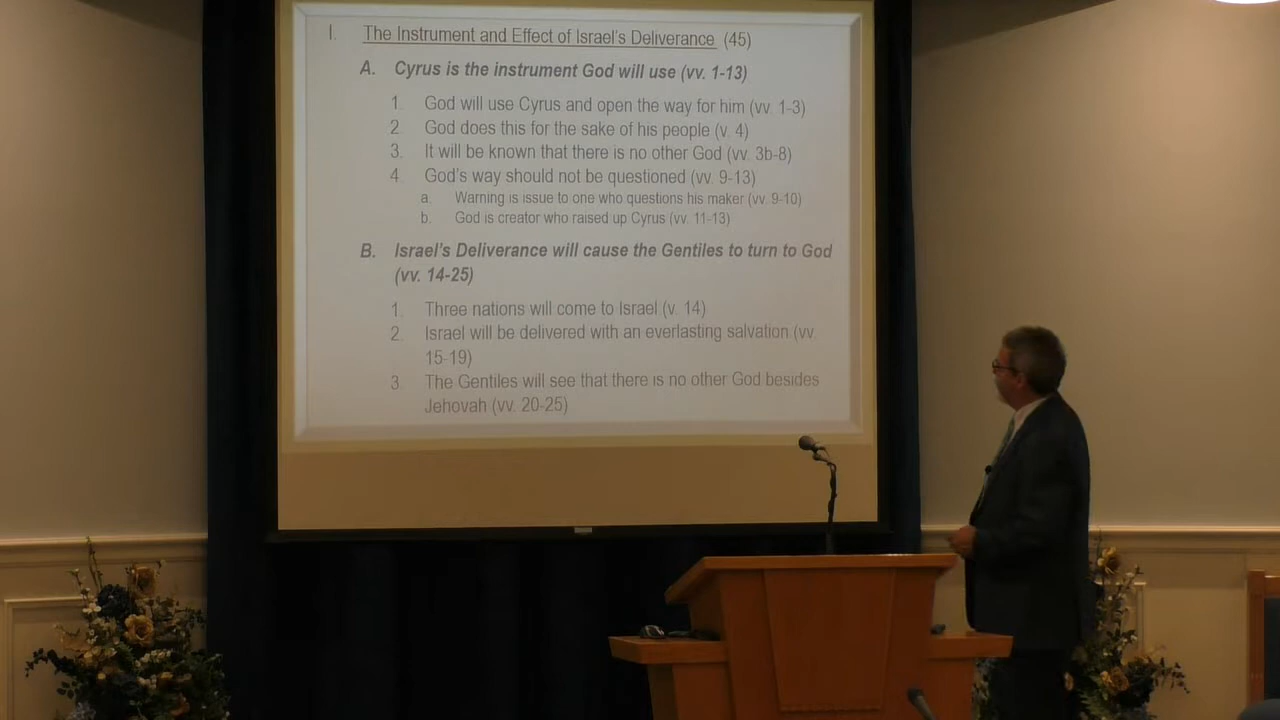 I. The Instrument and Effect of Israel's Deliverance (45)
A. Cyrus is the instrument God will use (vv. 1-13)
1. God will use Cyrus and open the way for him (vv. 1-3)
2. God does this for the sake of his people (v. 4)
3. It will be known that there is no other God (vv. 3b-8)
4. God's way should not be questioned (vv. 9-13)
a. Warning is issue to one who questions his maker (vv. 9-10)
b. God is creator who raised up Cyrus (vv. 11-13)
B. Israel's Deliverance will cause the Gentiles to turn to God
(vv. 14-25)
1. Three nations will come to Israel (v. 14)
2. Israel will be delivered with an everlasting salvation (vv.
15-19)
3. The Gentiles will see that there is no other God besides
Jehovah (vv. 20-25)